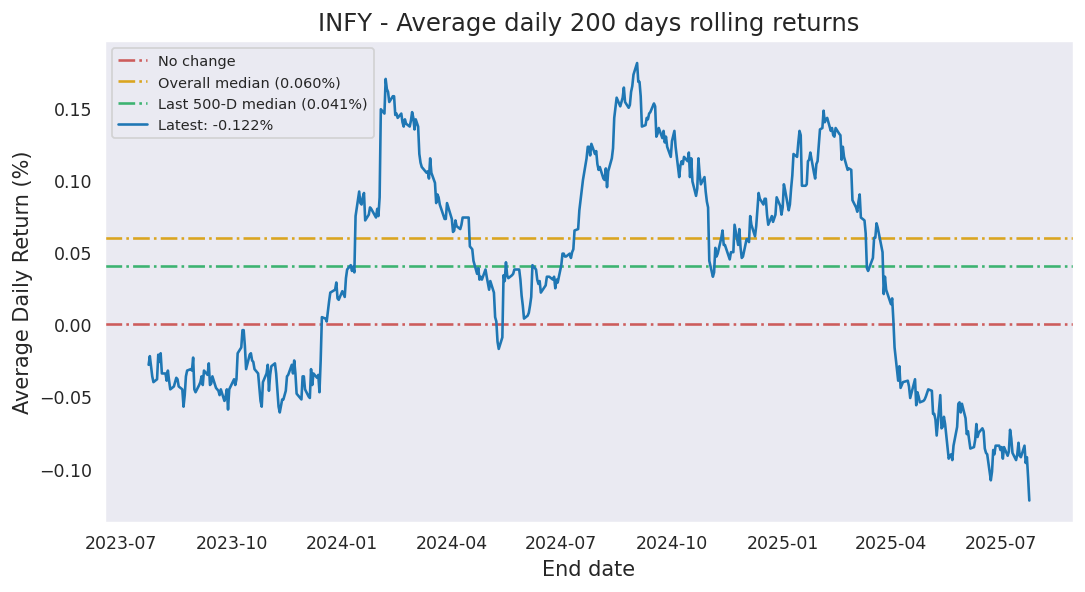 INFY - Average daily 200 days rolling returns
No change
Overall median (0.060%)
Last 500-D median (0.041%)
Latest: -0.122%
Average Daily Return (%)
0.15
0.10
0.05
0.00
−0.05
−0.10
2023-07 2023-10 2024-01 2024-04 2024-07 2024-10 2025-01 2025-04 2025-07
End date